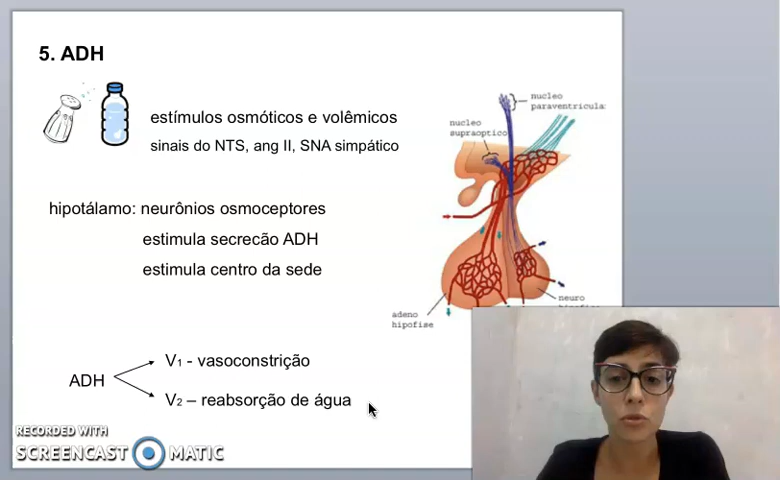 5. ADH
estímulos osmóticos e volêmicos
sinais do NTS, ang II, SNA simpático
nucleo
paraventricular
nucleo
supraoptico
hipotálamo: neurônios osmoceptores
estimula secrecão ADH
estimula centro da sede
adeno
hipofise
neuro
ADH
V1 - vasoconstrição
V2 – reabsorção de água
RECORDED WITH
SCREENCAST MATIC